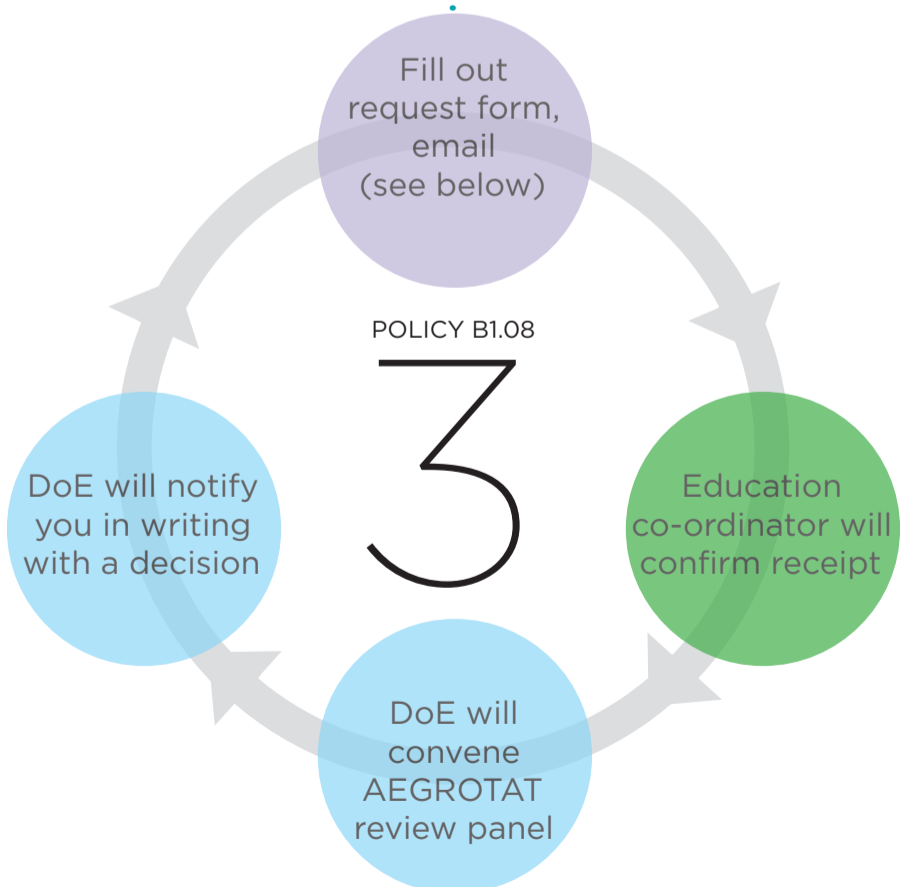 Fill out
request form,
email
(see below)
POLICY B1.08
3
Education
co-ordinator will
confirm receipt
DoE will
convene
AEGROTAT
review panel
DoE will notify
you in writing
with a decision